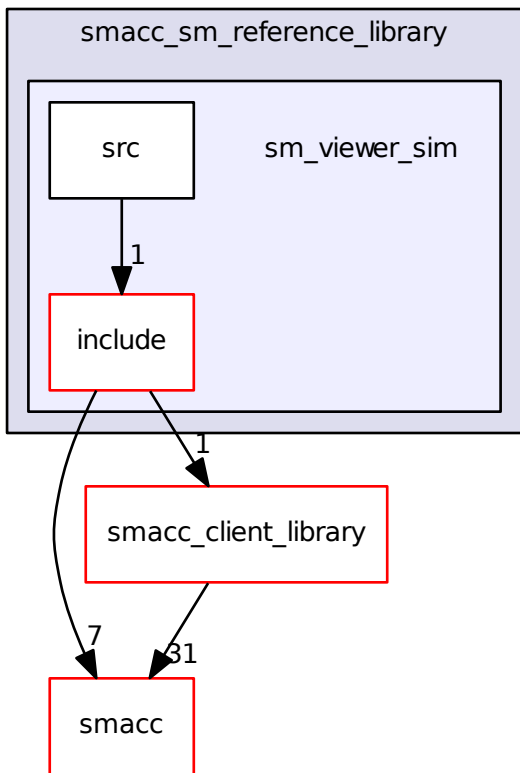 smacc_sm_reference_library
src
sm_viewer_sim
1
include
1
smacc_client_library
7
31
smacc